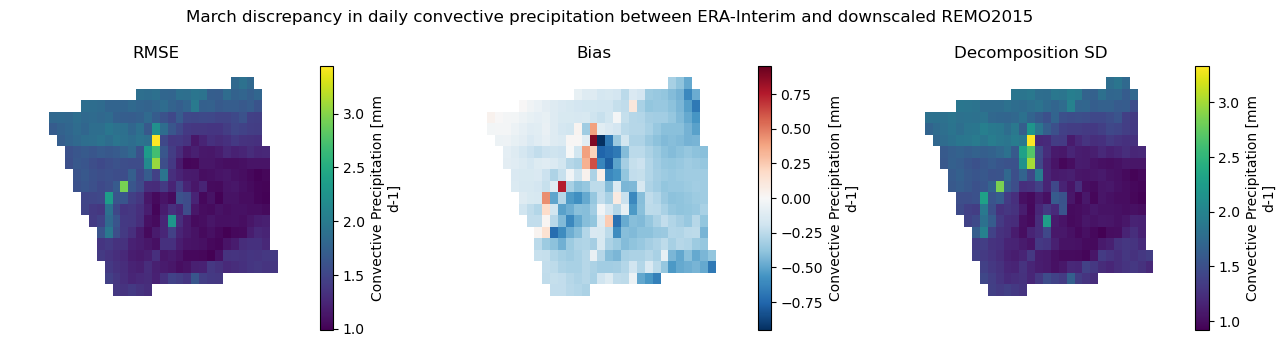 March discrepancy in daily convective precipitation between ERA-Interim and downscaled REMO2015
RMSE
3.0
2.5
2.0
1.5
1.0
Convective Precipitation [mm
d-1]
Bias
0.75
0.50
0.25
0.00
−0.25
−0.50
−0.75
Convective Precipitation [mm
d-1]
Decomposition SD
3.0
2.5
2.0
1.5
1.0
Convective Precipitation [mm
d-1]